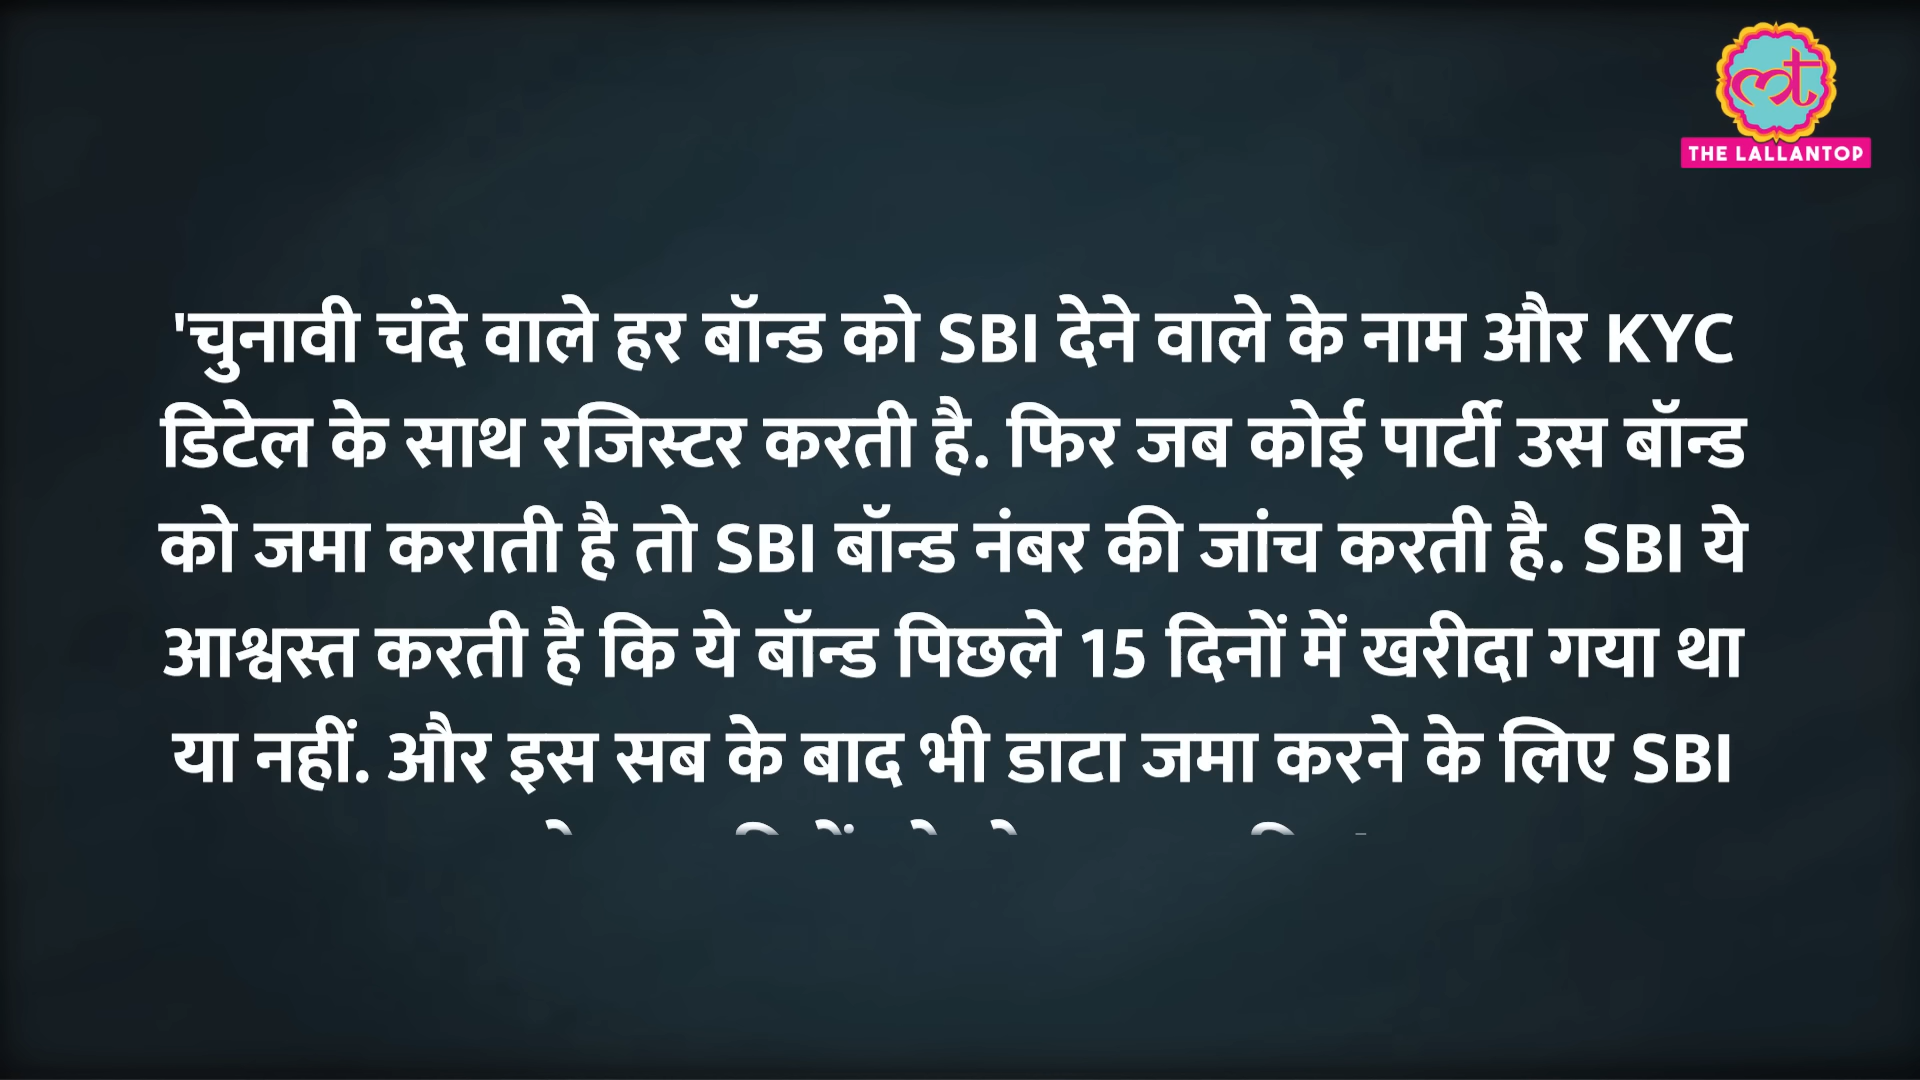 THE LALLANTOP
'चुनावी चंदे वाले हर बॉन्ड को SBI देने वाले के नाम और KYC
डिटेल के साथ रजिस्टर करती है. फिर जब कोई पार्टी उस बॉन्ड
को जमा कराती है तो SBI बॉन्ड नंबर की जांच करती है. SBI ये
आश्वस्त करती है कि ये बॉन्ड पिछले 15 दिनों में खरीदा गया था
या नहीं. और इस सब के बाद भी डाटा जमा करने के लिए SBI